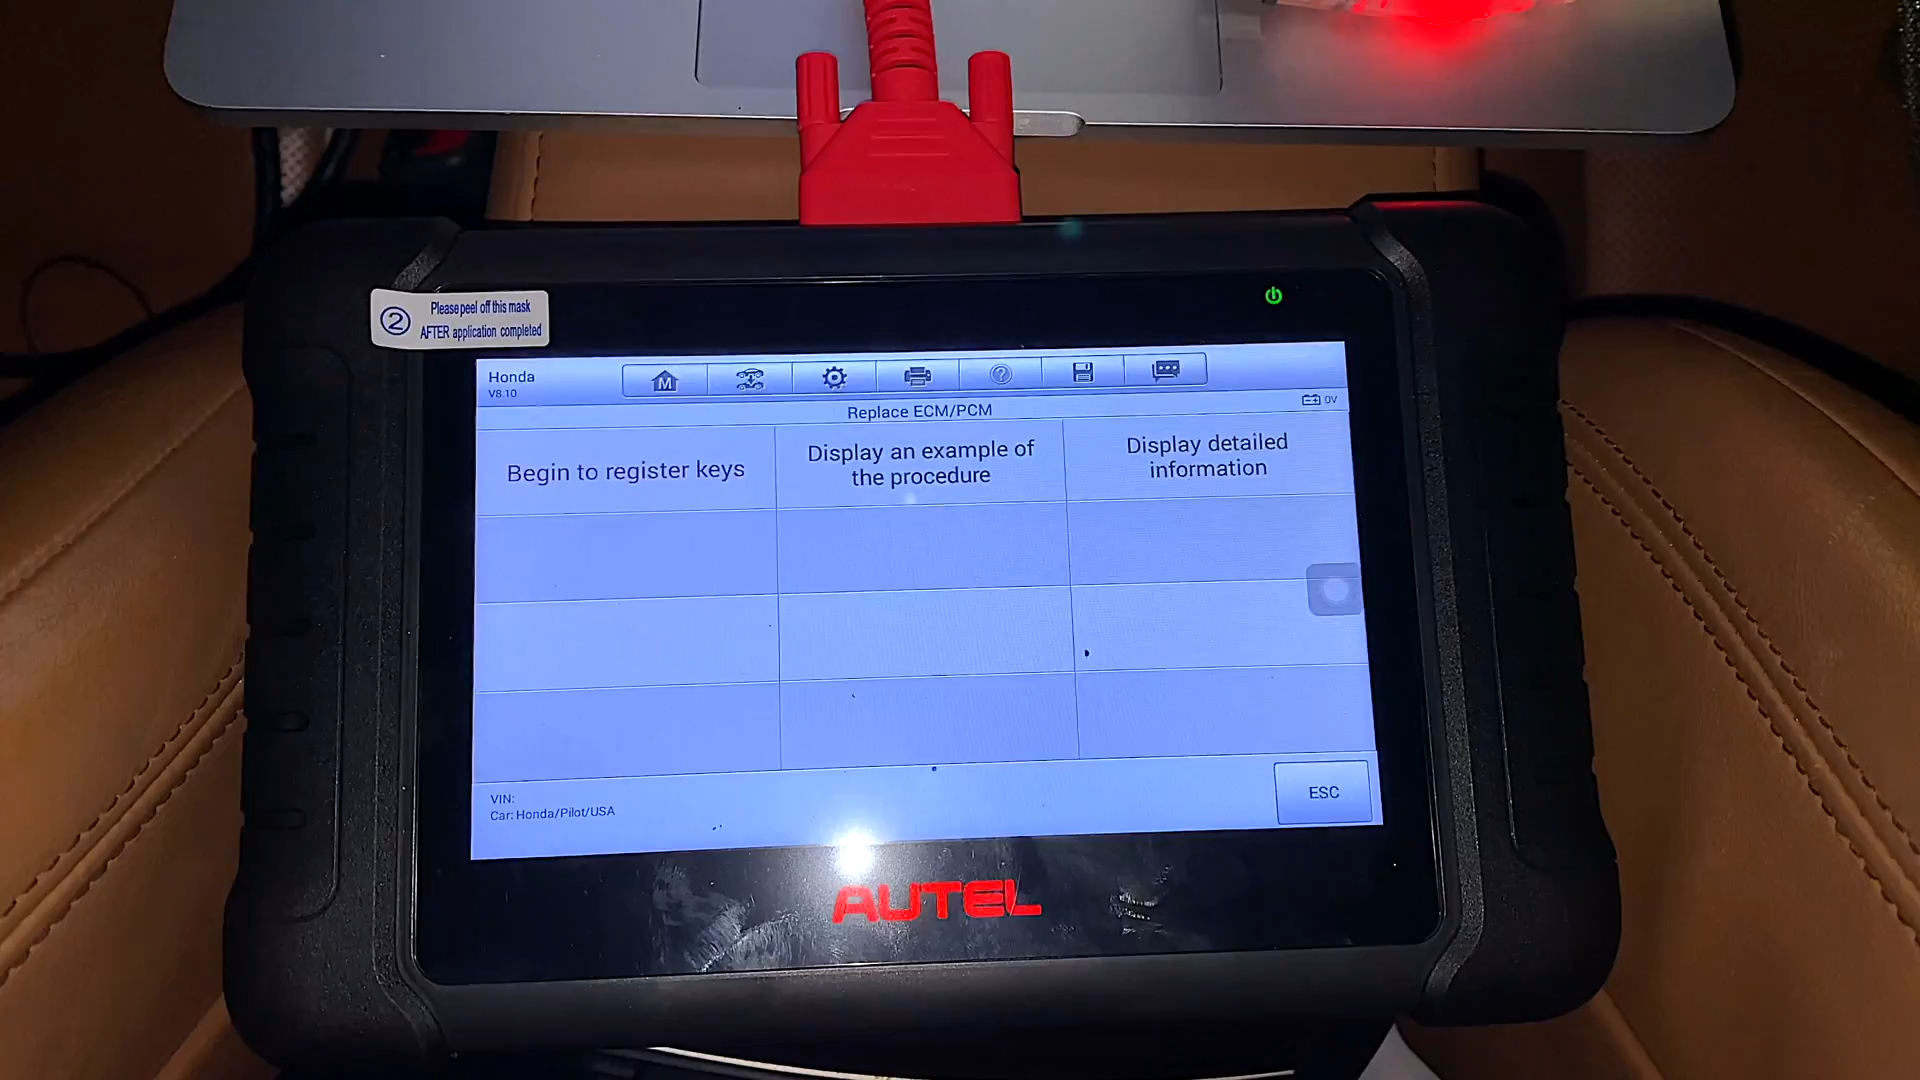 ②
Please peel off this mask
AFTER application completed
Honda
V8.10
M
?
Replace ECM/PCM
0V
Begin to register keys
Display an example of
the procedure
Display detailed
information
VIN:
Car: Honda/Pilot/USA
ESC
AUTEL